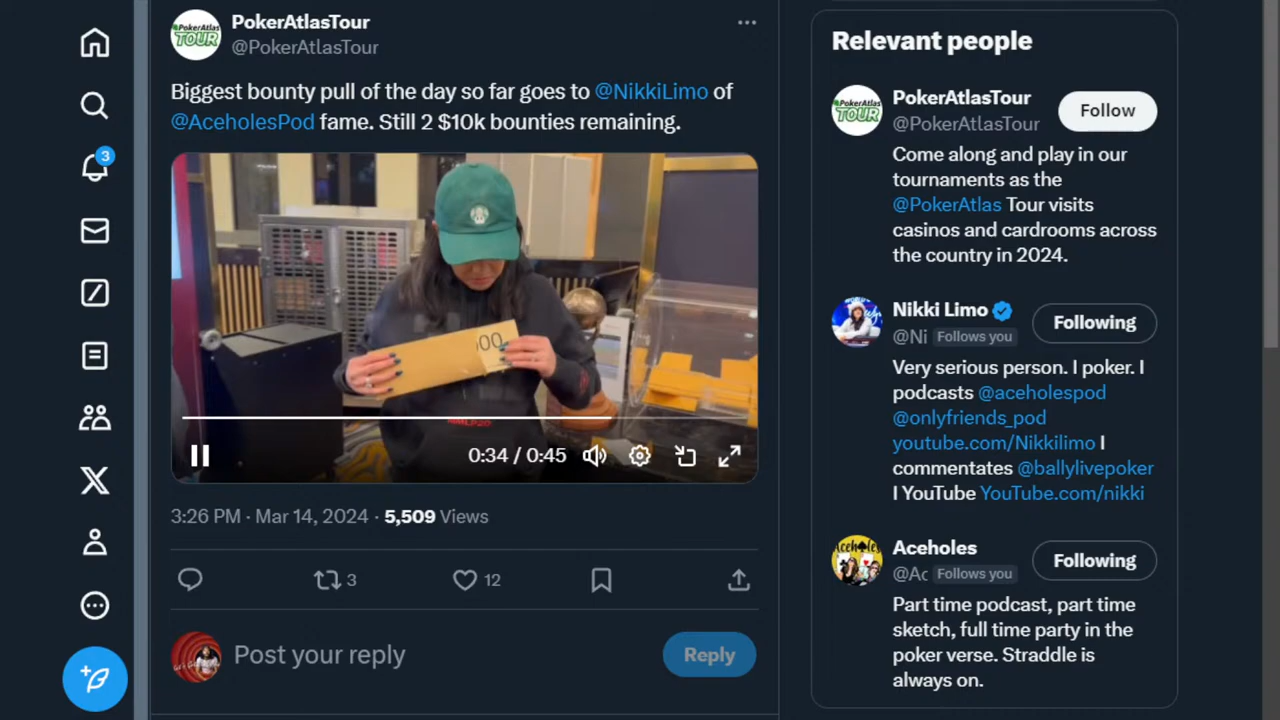 PokerAtlasTour
@PokerAtlasTour
Biggest bounty pull of the day so far goes to @NikkiLimo of
@AceholesPod fame. Still 2 $10k bounties remaining.
00
0:34 / 0:45
3:26 PM · Mar 14, 2024 · 5,509 Views
3
12
Post your reply
Reply
3
Relevant people
PokerAtlas
TOUR
PokerAtlasTour
@PokerAtlasTour
Follow
Come along and play in our
tournaments as the
@PokerAtlas Tour visits
casinos and cardrooms across
the country in 2024.
Nikki Limo
@Ni Follows you
Following
Very serious person. I poker. I
podcasts @aceholespod
@onlyfriends_pod
youtube.com/Nikkilimo I
commentates @ballylivepoker
I YouTube YouTube.com/nikki
Aceholes
@Ac Follows you
Following
Part time podcast, part time
sketch, full time party in the
poker verse. Straddle is
always on.